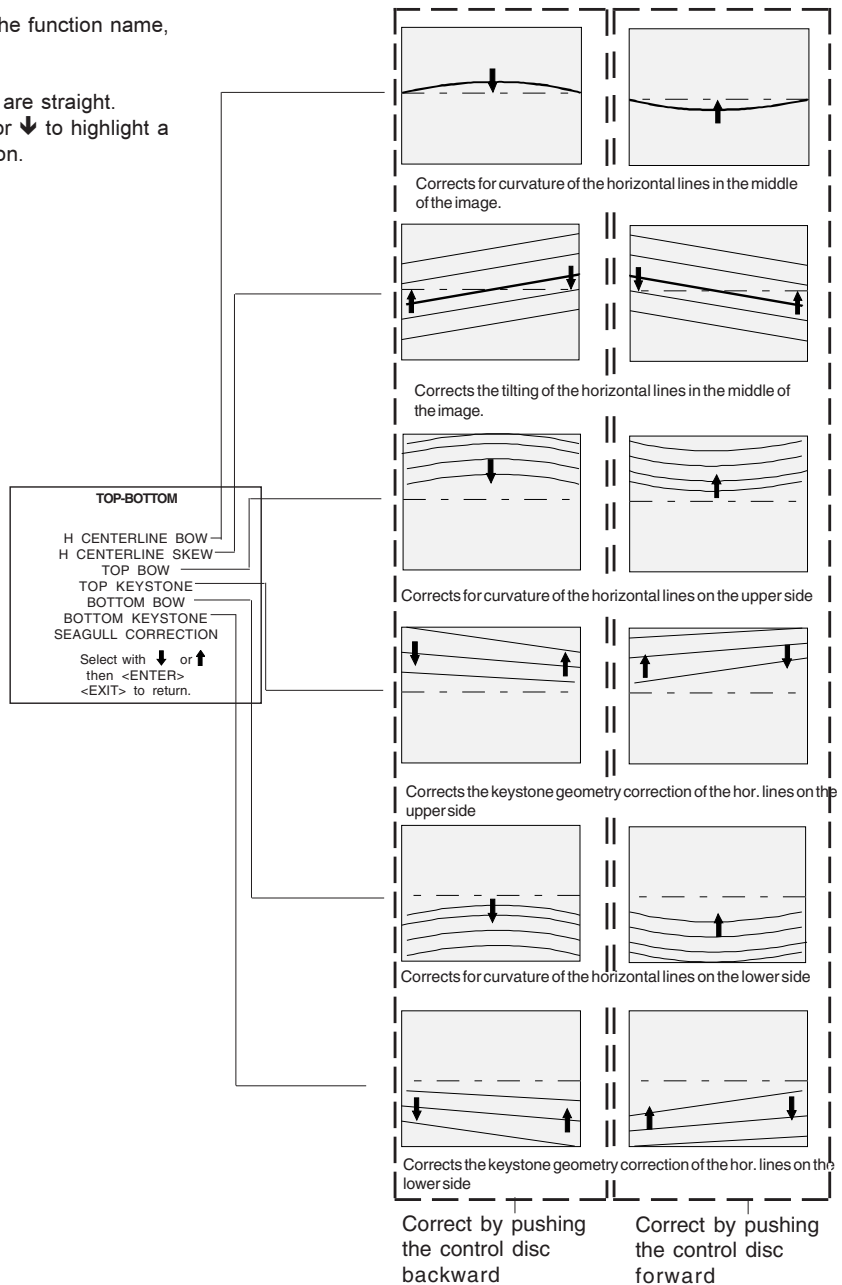 he function name,
are straight.
or 🡻 to highlight a
on.
Corrects for curvature of the horizontal lines in the middle
of the image.
Corrects the tilting of the horizontal lines in the middle of
the image.
TOP-BOTTOM
H CENTERLINE BOW
H CENTERLINE SKEW
TOP BOW
TOP KEYSTONE
BOTTOM BOW
BOTTOM KEYSTONE
SEAGULL CORRECTION
Select with ⬇ or ⬆
then <ENTER>
<EXIT> to return.
Corrects for curvature of the horizontal lines on the upper side
Corrects the keystone geometry correction of the hor. lines on the
upper side
Corrects for curvature of the horizontal lines on the lower side
Corrects the keystone geometry correction of the hor. lines on the
lower side
Correct by pushing
the control disc
backward
Correct by pushing
the control disc
forward